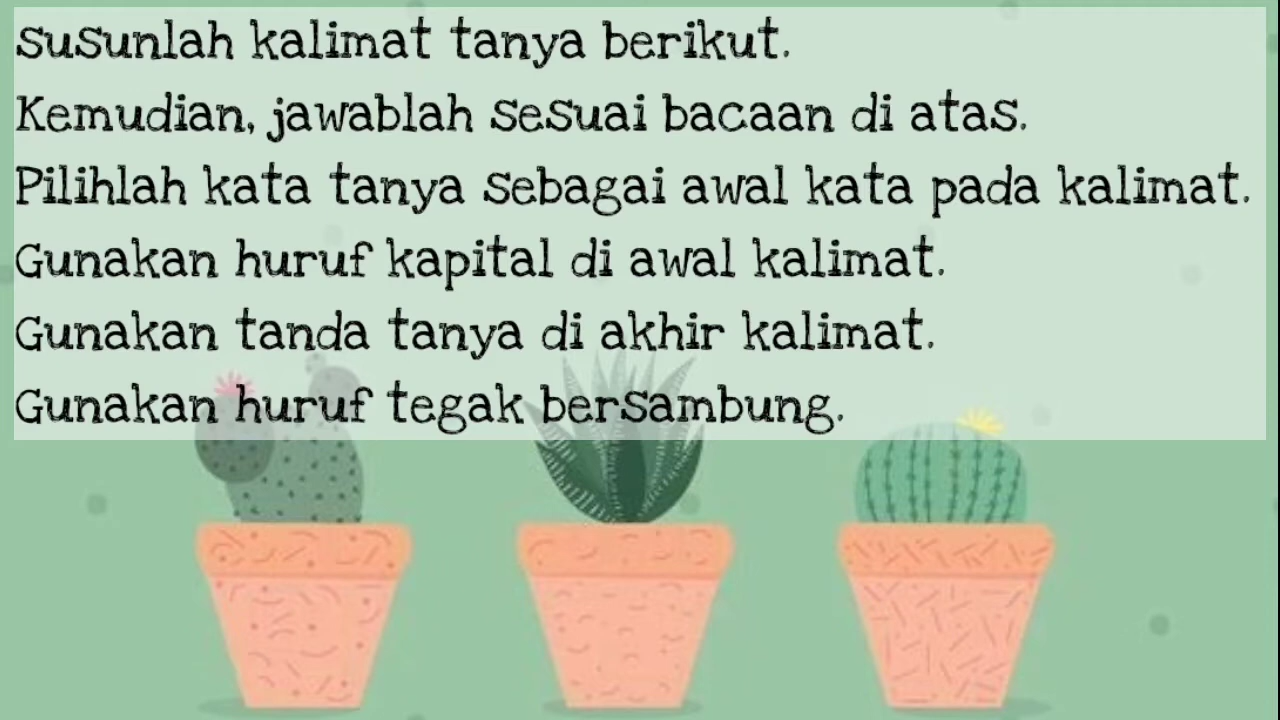 susunlah kalimat tanya berikut.
Kemudian, jawablah sesuai bacaan di atas.
Pilihlah kata tanya sebagai awal kata pada kalimat.
Gunakan huruf kapital di awal kalimat.
Gunakan tanda tanya di akhir kalimat.
Gunakan huruf tegak bersambung.